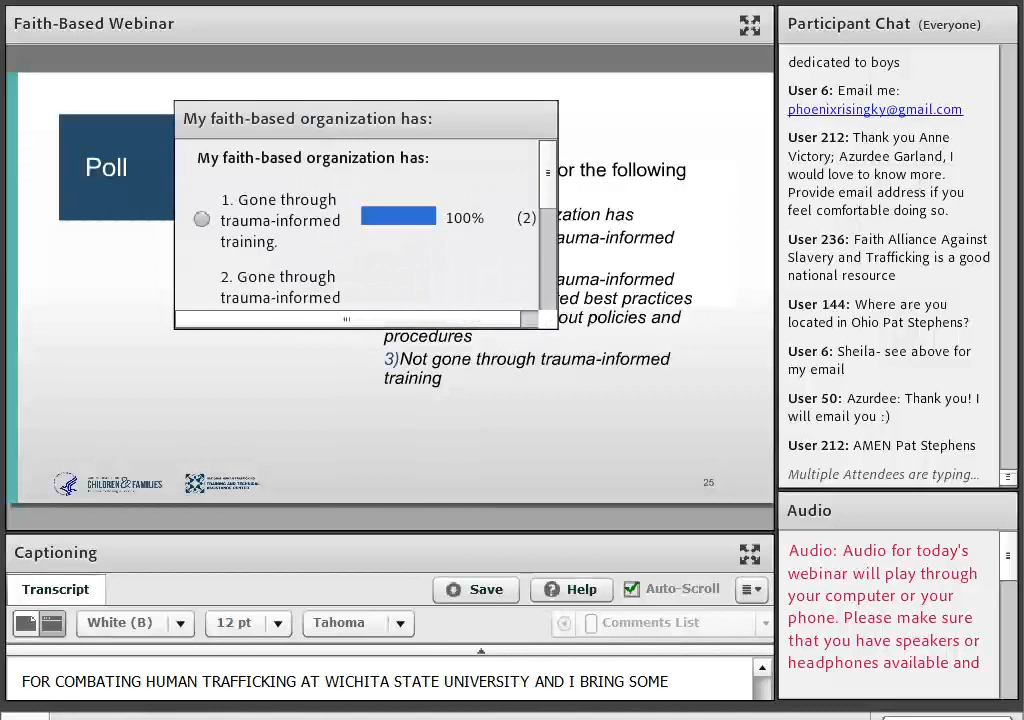 Faith-Based Webinar
Poll
My faith-based organization has:
My faith-based organization has:
1. Gone through
trauma-informed
training.
100% (2)
2. Gone through
trauma-informed
or the following
zation has
auma-informed
auma-informed
ed best practices
out policies and
procedures
3)Not gone through trauma-informed
training
CHILDREN & FAMILIES
25
Participant Chat (Everyone)
dedicated to boys
User 6: Email me:
phoenixrisingky@gmail.com
User 212: Thank you Anne
Victory; Azurdee Garland, I
would love to know more.
Provide email address if you
feel comfortable doing so.
User 236: Faith Alliance Against
Slavery and Trafficking is a good
national resource
User 144: Where are you
located in Ohio Pat Stephens?
User 6: Sheila- see above for
my email
User 50: Azurdee: Thank you! I
will email you :)
User 212: AMEN Pat Stephens
Multiple Attendees are typing...
Audio
Audio: Audio for today's
webinar will play through
your computer or your
phone. Please make sure
that you have speakers or
headphones available and
Captioning
Transcript
Save
Help
Auto-Scroll
White (B)
12 pt
Tahoma
Comments List
FOR COMBATING HUMAN TRAFFICKING AT WICHITA STATE UNIVERSITY AND I BRING SOME